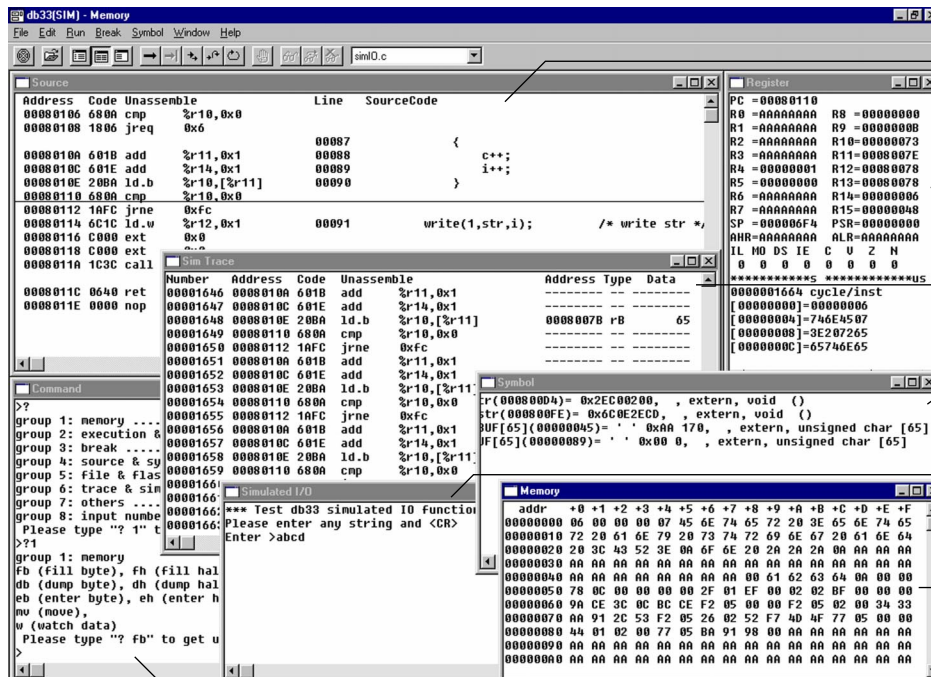 db33(SIM) - Memory
File Edit Run Break Symbol Window Help
simIO.c
Source
Address Code Unassemble Line SourceCode
00080106 680A cmp %r10,0x0
00080108 1806 jreq 0x6
00087 {
0008010A 601B add %r11,0x1 00088 c++;
0008010C 601E add %r14,0x1 00089 i++;
0008010E 20BA ld.b %r10,[%r11] 00090 }
00080110 680A cmp %r10,0x0
00080112 1AFC jrne 0xfc
00080114 6C1C ld.w %r12,0x1 00091 write(1,str,i); /* write str */
00080116 C000 ext 0x0
00080118 C000 ext
0008011A 1C3C call
0008011C 0640 ret
0008011E 0000 nop
Register
PC =00080110
R0 =AAAAAAAA R8 =00000000
R1 =AAAAAAAA R9 =0000000B
R2 =AAAAAAAA R10=00000073
R3 =AAAAAAAA R11=0008007E
R4 =00000001 R12=00080078
R5 =00000000 R13=00080078
R6 =AAAAAAAA R14=00000006
R7 =AAAAAAAA R15=00000048
SP =000006F4 PSR=00000000
AHR=AAAAAAAA ALR=AAAAAAAA
IL MO DS IE C V Z N
0 0 0 0 0 0 0 0
************s ************us
0000001664 cycle/inst
[00000000]=00000006
[00000004]=746E4507
[00000008]=3E207265
[0000000C]=65746E65
Sim Trace
Number Address Code Unassemble Address Type Data
00001646 0008010A 601B add %r11,0x1 -------- -- --------
00001647 0008010C 601E add %r14,0x1 -------- -- --------
00001648 0008010E 20BA ld.b %r10,[%r11] 0008007B rB 65
00001649 00080110 680A cmp %r10,0x0 -------- -- --------
00001650 00080112 1AFC jrne 0xfc -------- -- --------
00001651 0008010A 601B add %r11,0x1 -------- -- --------
00001652 0008010C 601E add %r14,0x1
00001653 0008010E 20BA ld.b %r10,[%r11]
00001654 00080110 680A cmp %r10,0x0
00001655 00080112 1AFC jrne 0xfc
00001656 0008010A 601B add %r11,0x1
00001657 0008010C 601E add %r14,0x1
00001658 0008010E 20BA ld.b %r10,[%r11]
00001659 00080110 680A cmp %r10,0x0
Command
>?
group 1: memory ....
group 2: execution &
group 3: break .....
group 4: source & sy
group 5: file & flas
group 6: trace & sim
group 7: others ....
group 8: input numbe
Please type "? 1" t
>?1
group 1: memory
fb (fill byte), fh (fill hal
db (dump byte), dh (dump hal
eb (enter byte), eh (enter h
mv (move),
w (watch data)
Please type "? fb" to get u
>
Symbol
tr(000800D4)= 0x2EC00200, , extern, void ()
str(000800FE)= 0x6C0E2ECD, , extern, void ()
BUF[65](00000045)= ' ' 0xAA 170, , extern, unsigned char [65]
UF[65](00000089)= ' ' 0x00 0, , extern, unsigned char [65]
Simulated I/O
*** Test db33 simulated IO function
Please enter any string and <CR>
Enter >abcd
Memory
addr +0 +1 +2 +3 +4 +5 +6 +7 +8 +9 +A +B +C +D +E +F
00000000 06 00 00 00 07 45 6E 74 65 72 20 3E 65 6E 74 65
00000010 72 20 61 6E 79 20 73 74 72 69 6E 67 20 61 6E 64
00000020 20 3C 43 52 3E 0A 6F 6E 20 2A 2A 2A 0A AA AA AA
00000030 AA AA AA AA AA AA AA AA AA AA AA AA AA AA AA AA
00000040 AA AA AA AA AA AA AA AA 00 61 62 63 64 0A 00 00
00000050 78 0C 00 00 00 00 2F 01 EF 00 02 02 BF 00 00 00
00000060 9A CE 3C 0C BC CE F2 05 00 00 F2 05 02 00 34 33
00000070 AA 91 2C 53 F2 05 26 02 52 F7 4D 4F 77 05 00 00
00000080 44 01 02 00 77 05 BA 91 98 00 AA AA AA AA AA AA
00000090 AA AA AA AA AA AA AA AA AA AA AA AA AA AA AA AA
000000A0 AA AA AA AA AA AA AA AA AA AA AA AA AA AA AA AA